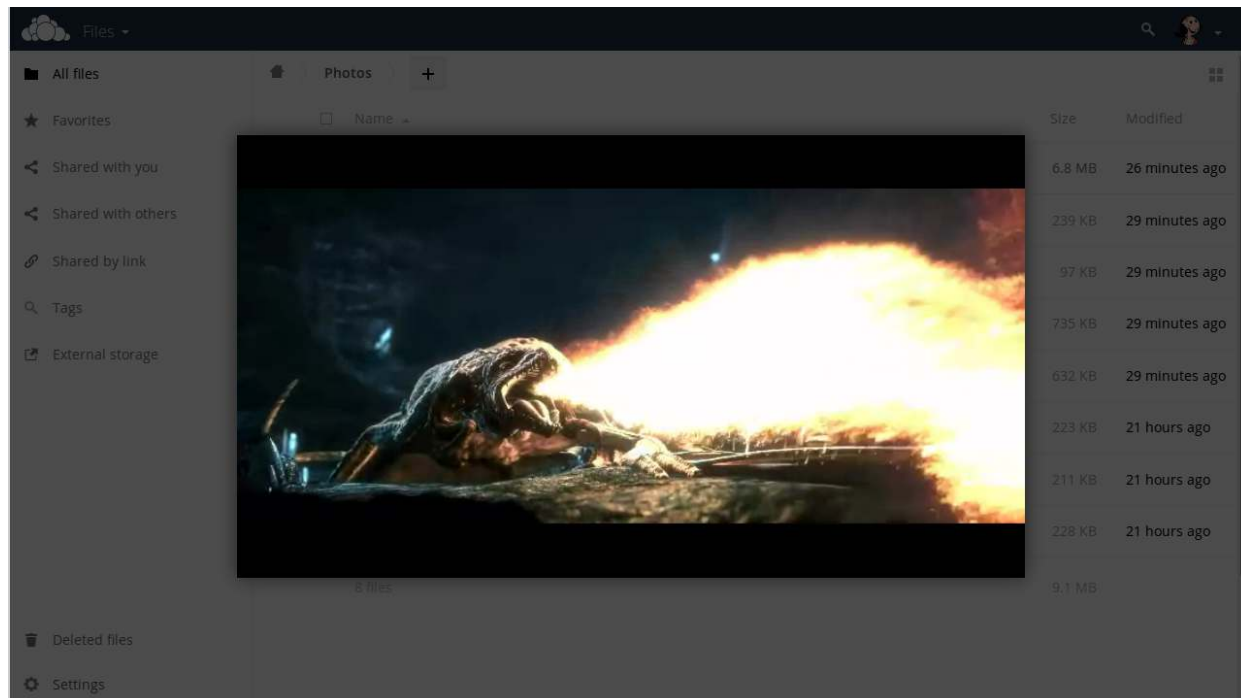 Files
All files
Photos +
Favorites
Name
Size Modified
Shared with you
6.8 MB 26 minutes ago
Shared with others
239 KB 29 minutes ago
Shared by link
97 KB 29 minutes ago
Tags
735 KB 29 minutes ago
External storage
632 KB 29 minutes ago
223 KB 21 hours ago
211 KB 21 hours ago
228 KB 21 hours ago
8 files 9.1 MB
Deleted files
Settings